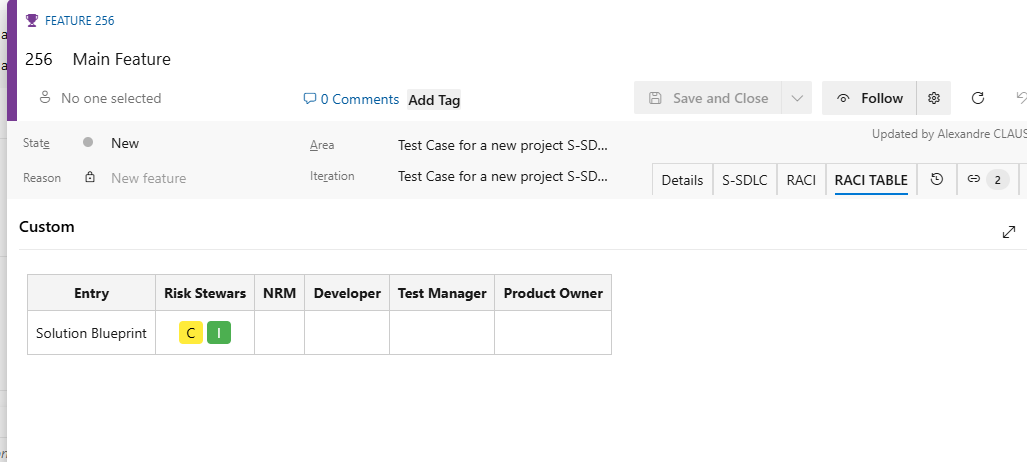 FEATURE 256
256 Main Feature
No one selected
0 Comments
Add Tag
Save and Close
Follow
State
New
Area
Test Case for a new project S-SD...
Updated by Alexandre CLAUS
Reason
New feature
Iteration
Test Case for a new project S-SD...
Details
S-SDLC
RACI
RACI TABLE
2
Custom
Entry Risk Stewars NRM Developer Test Manager Product Owner
Solution Blueprint C I